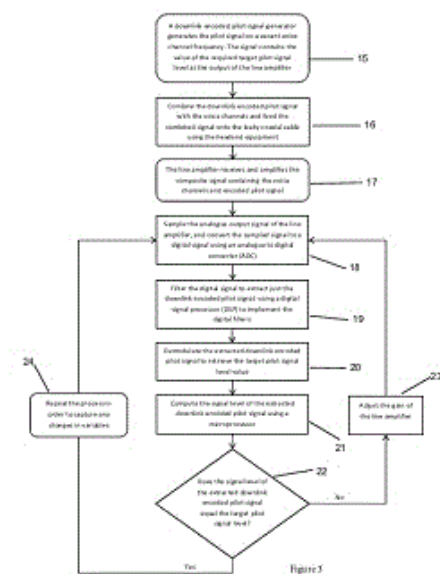 A downlink encoded pilot signal generator
generates the pilot signal on a vacant voice
channel frequency. The signal contains the
value of the required target pilot signal
level at the output of the line amplifier
15
Combine the downlink encoded pilot signal
with the voice channels and feed the
combined signal onto the leaky coaxial cable
using the headend equipment
16
The line amplifier receives and amplifies the
composite signal containing the voice
channels and encoded pilot signal
17
Sample the analogue output signal of the line
amplifier, and convert the sampled signal to a
digital signal using an analogue to digital
converter (ADC)
18
Filter the digital signal to extract just the
downlink encoded pilot signal using a digital
signal processor (DSP) to implement the
digital filters
19
Demodulate the extracted downlink encoded
pilot signal to retrieve the target pilot signal
level value
20
24
Repeat the process in
order to capture any
changes in variables
23
Adjust the gain of
the line amplifier
Compute the signal level of the extracted
downlink encoded pilot signal using a
microprocessor
21
22
Does the signal level of
the extracted downlink
encoded pilot signal
equal the target pilot
signal level?
No
Yes
Figure 3